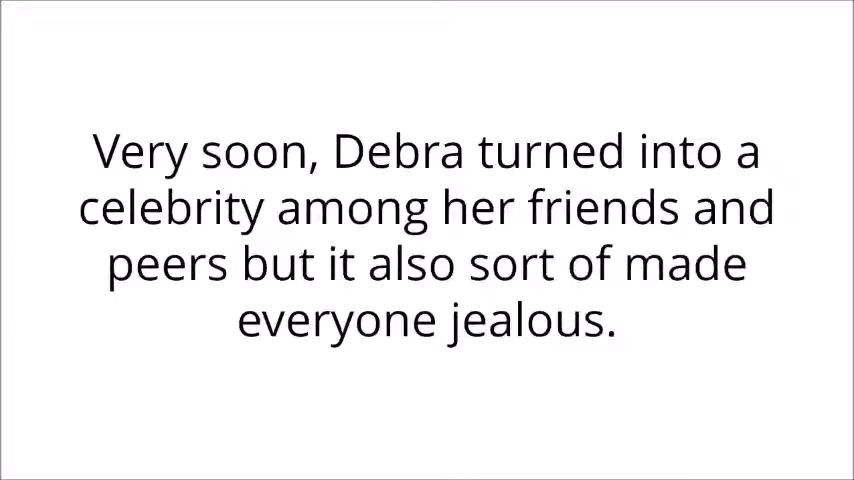 Very soon, Debra turned into a
celebrity among her friends and
peers but it also sort of made
everyone jealous.